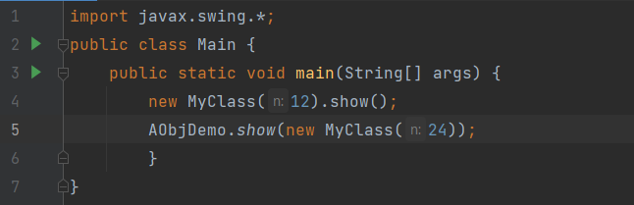 1 import javax.swing.*;
2 public class Main {
3 public static void main(String[] args) {
4 new MyClass( n: 12).show();
5 AObjDemo.show(new MyClass( n: 24));
6 }
7 }